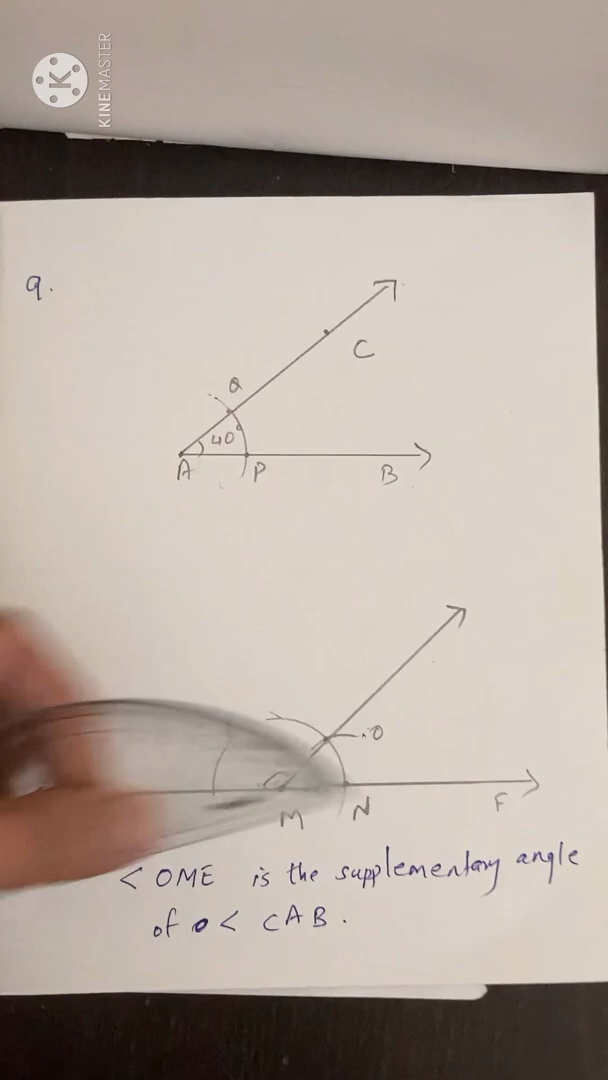 KINEMASTER
9.
C
Q
40°
A P B
O
M N F
< OME is the supplementary angle
of < CAB.